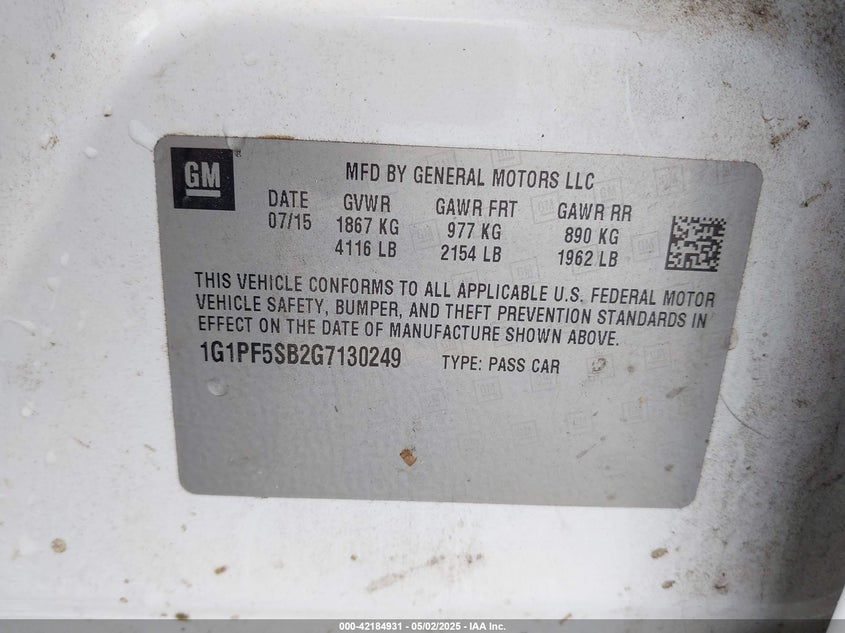 GM
®
MFD BY GENERAL MOTORS LLC
DATE GVWR GAWR FRT GAWR RR
07/15 1867 KG 977 KG 890 KG
4116 LB 2154 LB 1962 LB
THIS VEHICLE CONFORMS TO ALL APPLICABLE U.S. FEDERAL MOTOR
VEHICLE SAFETY, BUMPER, AND THEFT PREVENTION STANDARDS IN
EFFECT ON THE DATE OF MANUFACTURE SHOWN ABOVE.
1G1PF5SB2G7130249 TYPE: PASS CAR
000-42184931 - 05/02/2025 - IAA Inc.